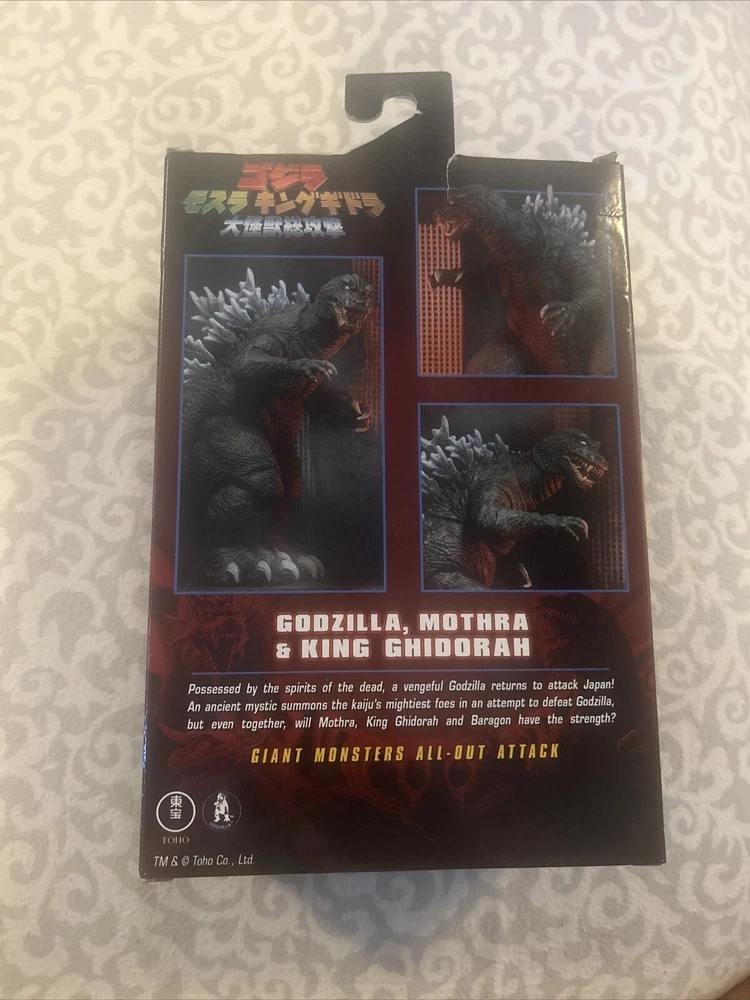 ゴジラ
モスラ キングギドラ
大怪獣総攻撃
GODZILLA, MOTHRA
& KING GHIDORAH
Possessed by the spirits of the dead, a vengeful Godzilla returns to attack Japan!
An ancient mystic summons the kaiju's mightiest foes in an attempt to defeat Godzilla,
but even together, will Mothra, King Ghidorah and Baragon have the strength?
GIANT MONSTERS ALL-OUT ATTACK
東宝
TOHO
GODZILLA
TM & © Toho Co., Ltd.